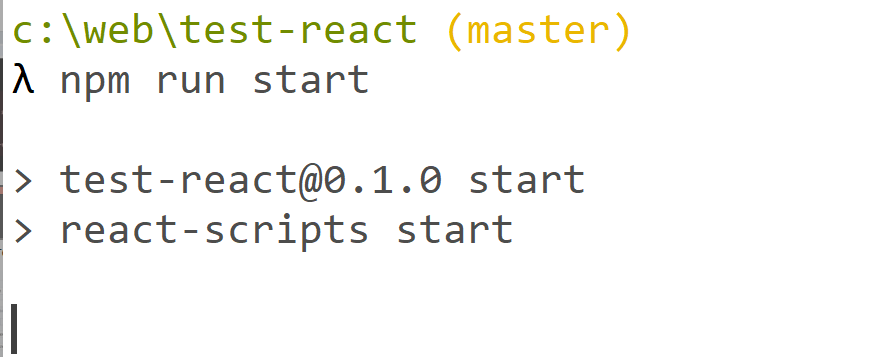 c:\web\test-react (master)
λ npm run start
> test-react@0.1.0 start
> react-scripts start